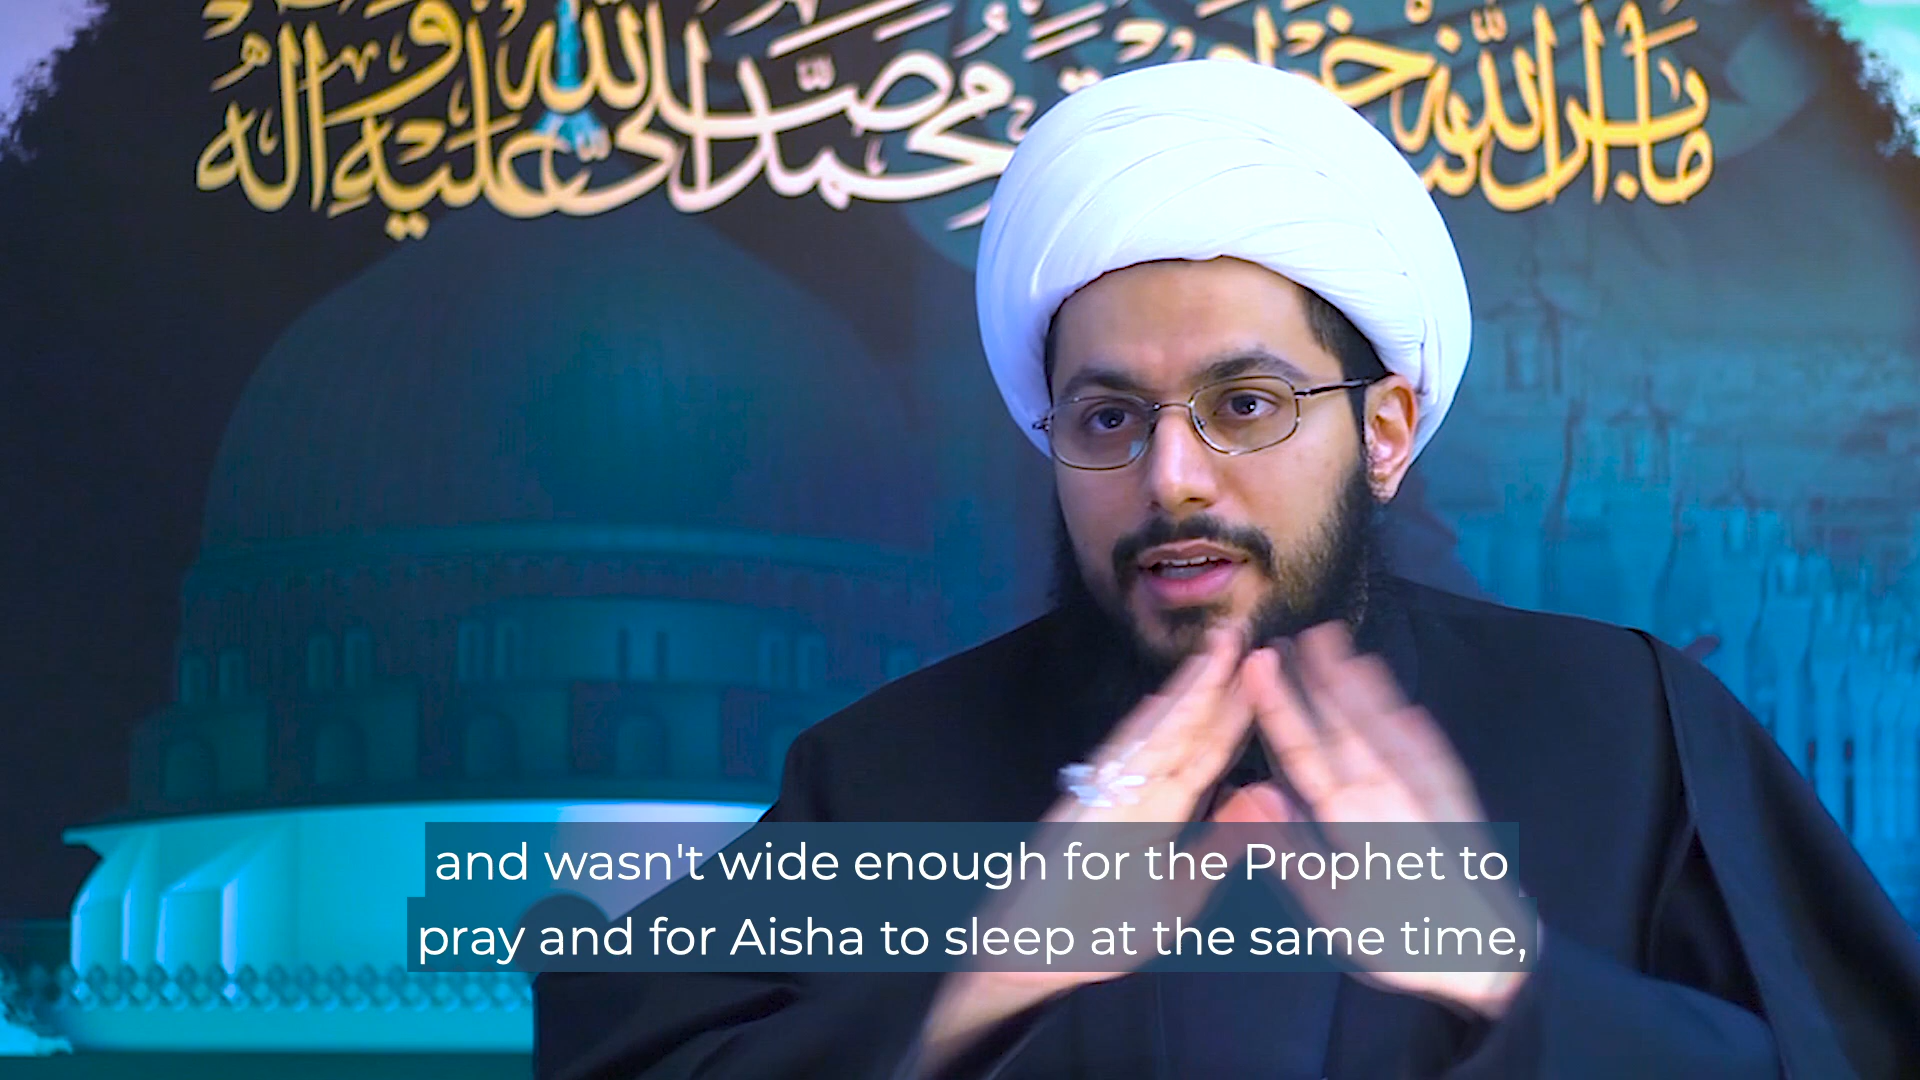 محمد صلى الله عليه وآله
and wasn't wide enough for the Prophet to
pray and for Aisha to sleep at the same time,